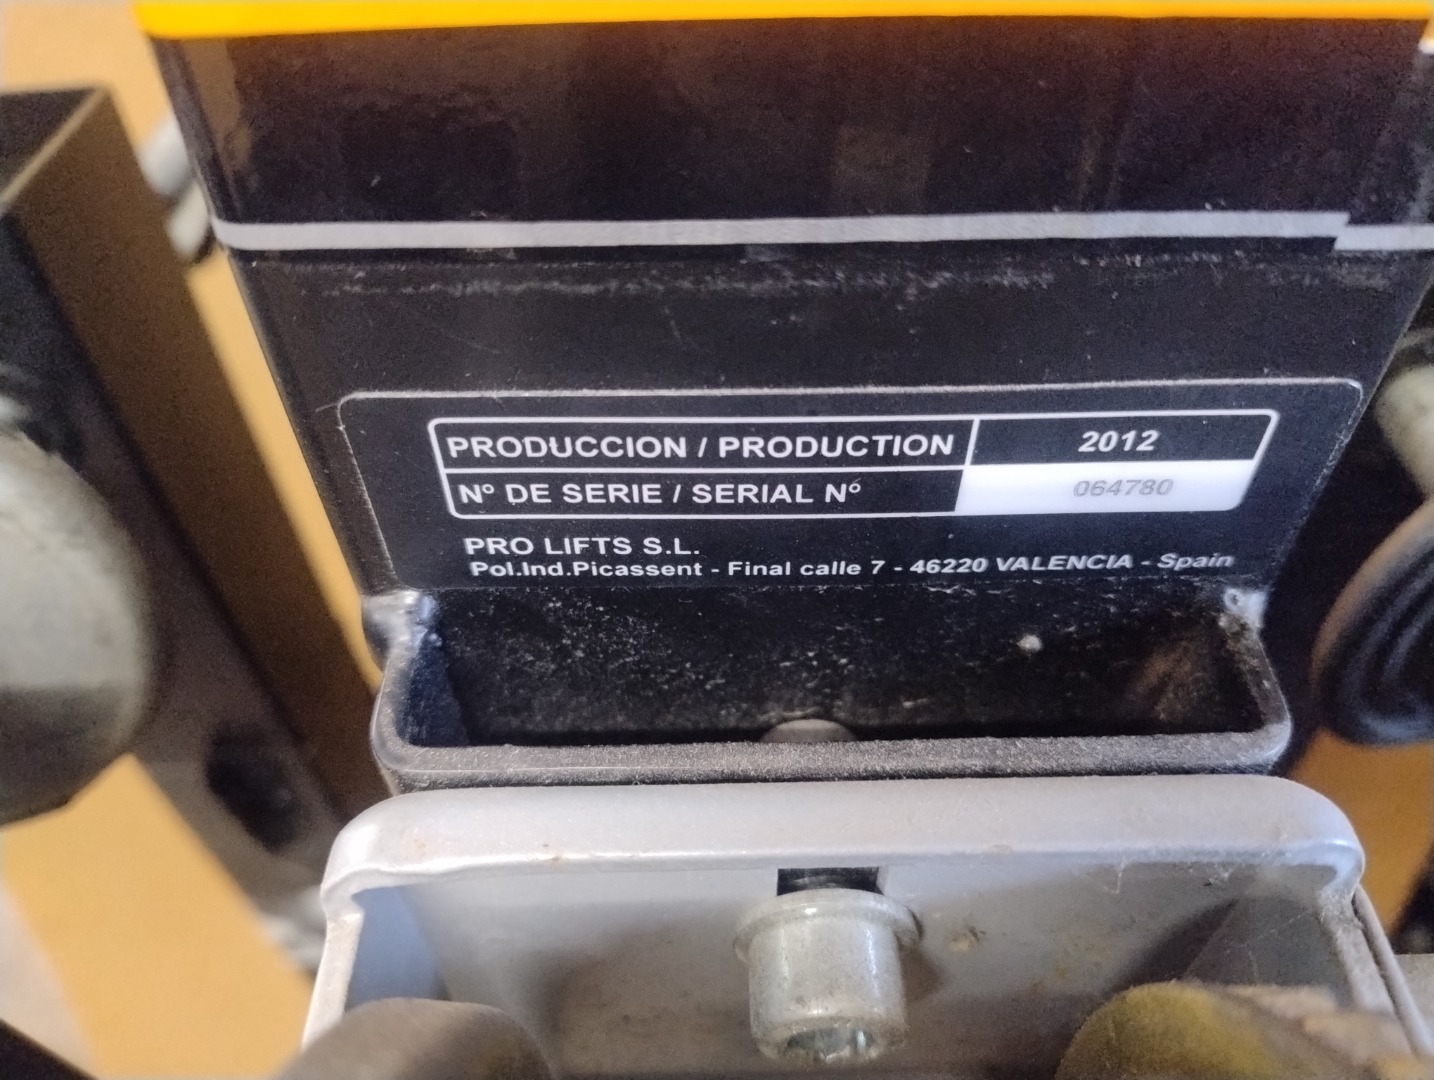 PRODUCCION / PRODUCTION 2012
Nº DE SERIE / SERIAL Nº 064780
PRO LIFTS S.L.
Pol.Ind.Picassent - Final calle 7 - 46220 VALENCIA - Spain